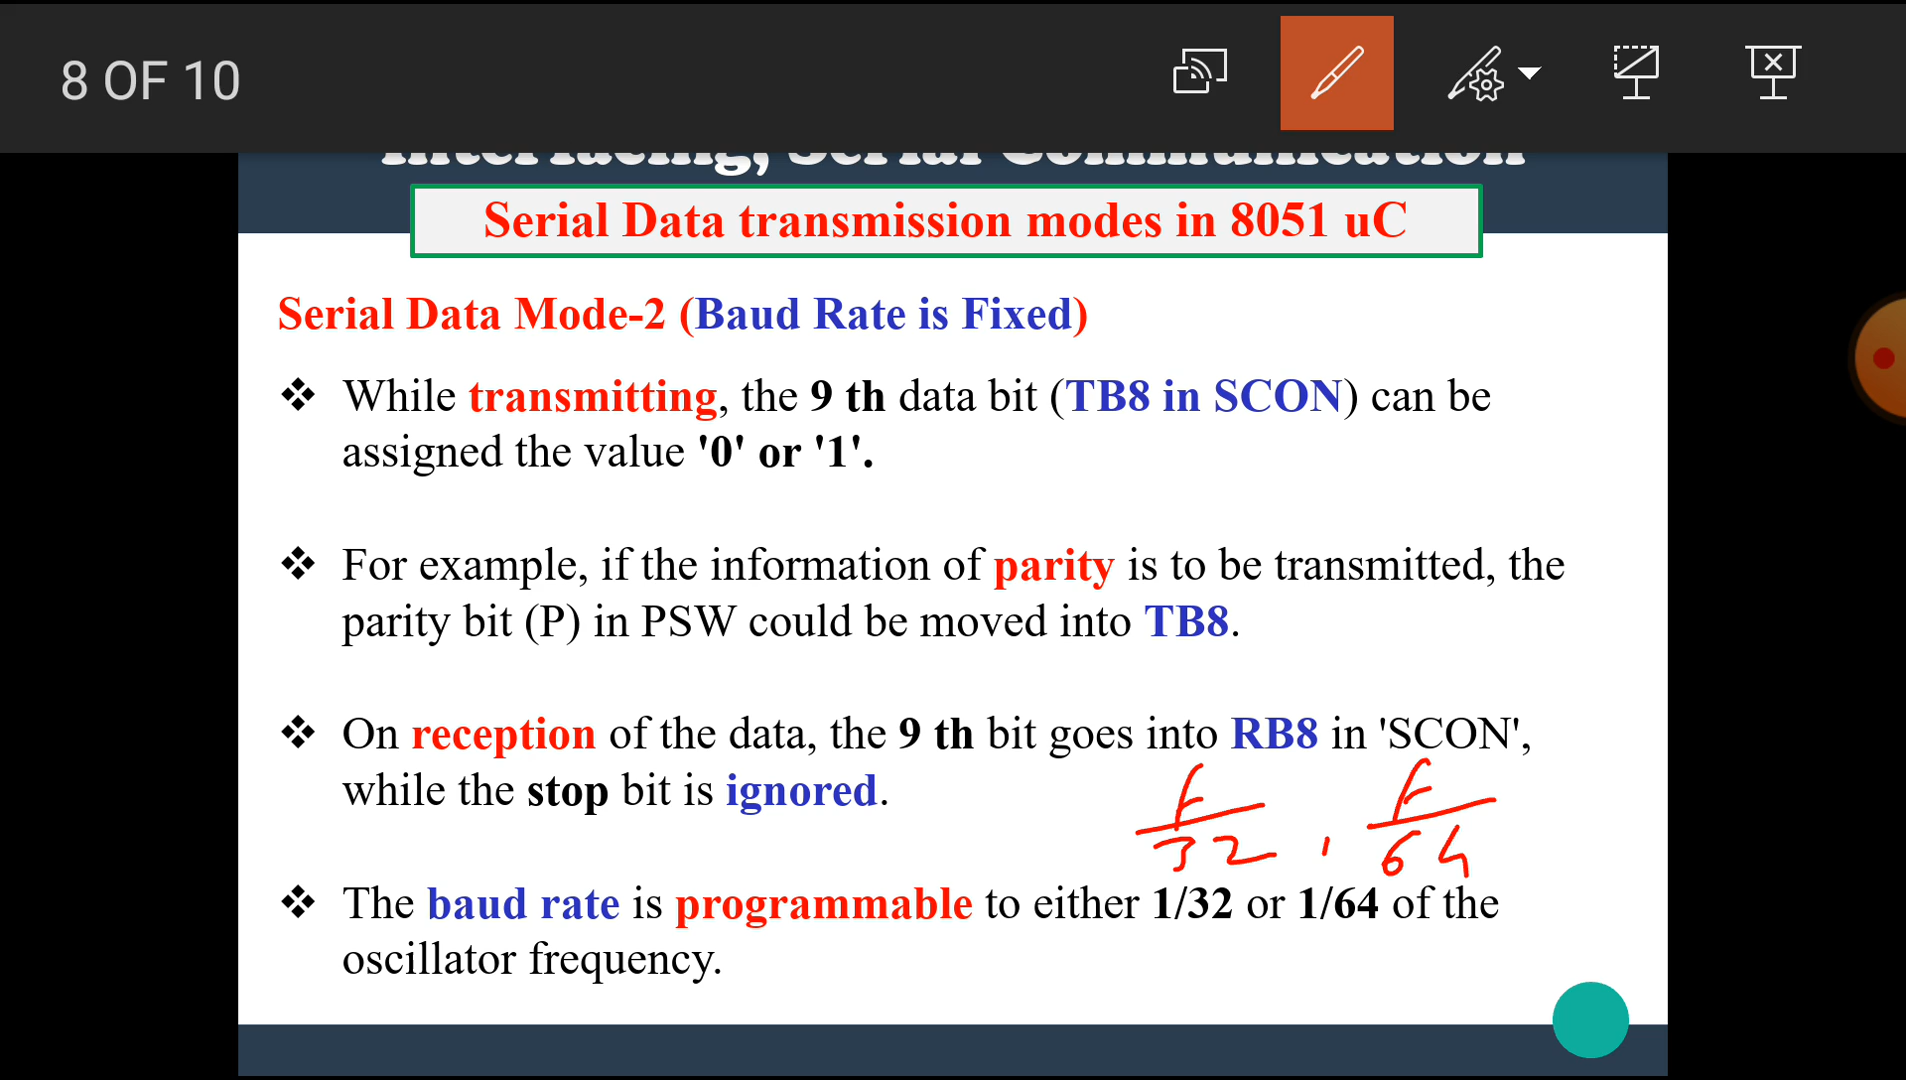 8 OF 10
Interfacing, Serial Communication
Serial Data transmission modes in 8051 uC
Serial Data Mode-2 (Baud Rate is Fixed)
❖ While transmitting, the 9 th data bit (TB8 in SCON) can be
assigned the value '0' or '1'.
❖ For example, if the information of parity is to be transmitted, the
parity bit (P) in PSW could be moved into TB8.
❖ On reception of the data, the 9 th bit goes into RB8 in 'SCON',
while the stop bit is ignored.
f/32 , f/64
❖ The baud rate is programmable to either 1/32 or 1/64 of the
oscillator frequency.